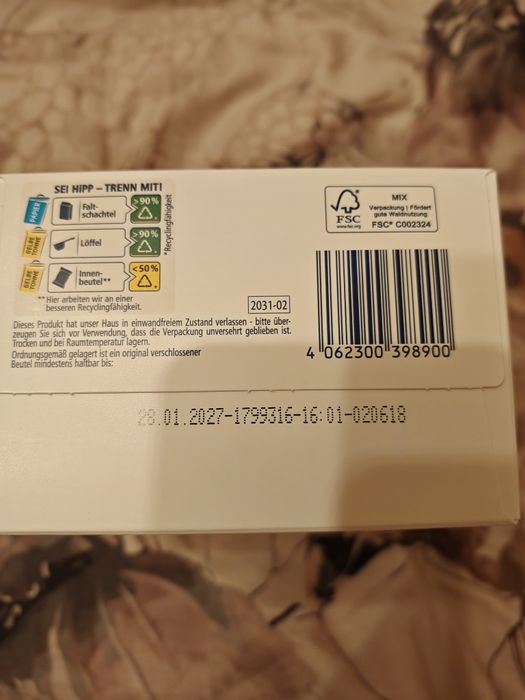 SEI HiPP – TRENN MIT!
PAPIER
Falt-
schachtel
>90%
GELBE TONNE
Löffel
>90%
GELBE TONNE
Innen-
beutel**
<50%
*Recyclingfähigkeit
**Hier arbeiten wir an einer
besseren Recyclingfähigkeit.
2031-02
Dieses Produkt hat unser Haus in einwandfreiem Zustand verlassen - bitte über-
zeugen Sie sich vor Verwendung, dass die Verpackung unversehrt geblieben ist.
Trocken und bei Raumtemperatur lagern.
Ordnungsgemäß gelagert ist ein original verschlossener
Beutel mindestens haltbar bis:
FSC
www.fsc.org
MIX
Verpackung | Fördert
gute Waldnutzung
FSC® C002324
4 062300 398900
28.01.2027-1799316-16:01-020618